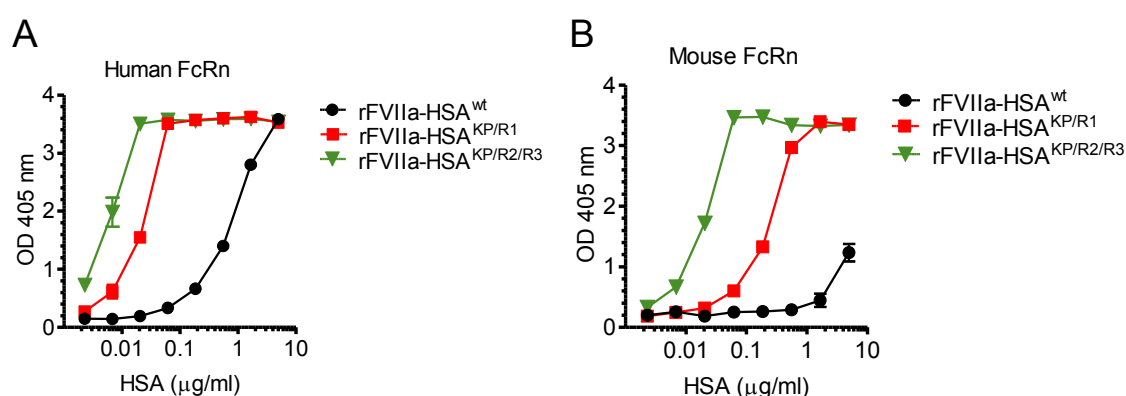 A
Human FcRn
4
3
2
1
0
OD 405 nm
0.01 0.1 1 10
HSA (μg/ml)
rFVIIa-HSA^wt
rFVIIa-HSA^KP/R1
rFVIIa-HSA^KP/R2/R3
B
Mouse FcRn
4
3
2
1
0
OD 405 nm
0.01 0.1 1 10
HSA (μg/ml)
rFVIIa-HSA^wt
rFVIIa-HSA^KP/R1
rFVIIa-HSA^KP/R2/R3